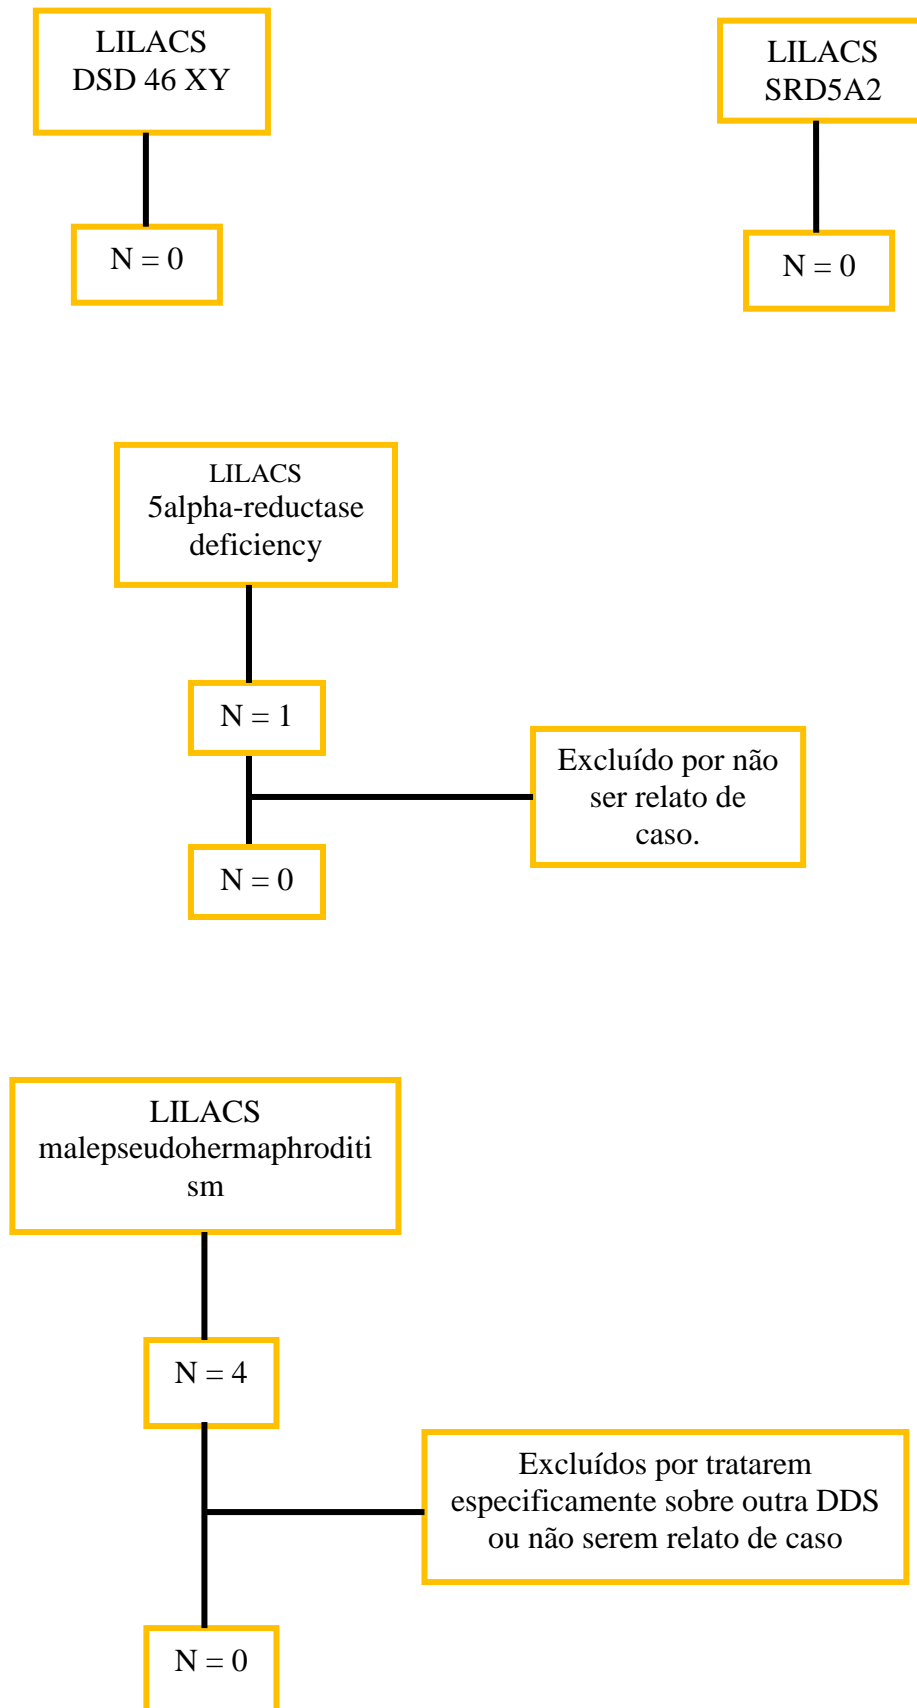 LILACS
DSD 46 XY
N = 0
LILACS
SRD5A2
N = 0
LILACS
5alpha-reductase
deficiency
N = 1
Excluído por não
ser relato de
caso.
N = 0
LILACS
malepseudohermaphroditi
sm
N = 4
Excluídos por tratarem
especificamente sobre outra DDS
ou não serem relato de caso
N = 0